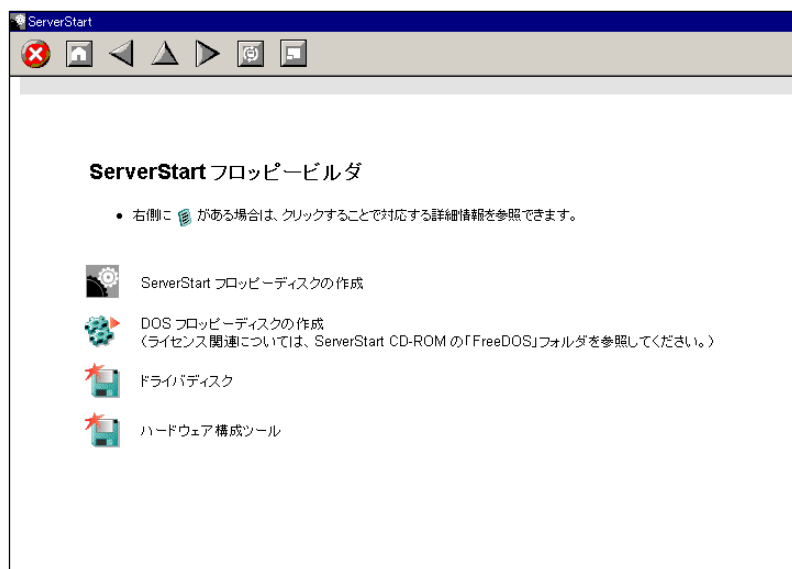 ServerStart
ServerStart フロッピービルダ
● 右側に がある場合は、クリックすることで対応する詳細情報を参照できます。
ServerStart フロッピーディスクの作成
DOS フロッピーディスクの作成
(ライセンス関連については、ServerStart CD-ROM の「FreeDOS」フォルダを参照してください。)
ドライバディスク
ハードウェア構成ツール